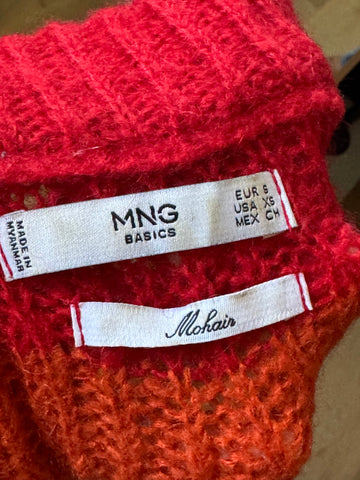 MADE IN
MYANMAR
MNG
BASICS
EUR S
USA XS
MEX CH
Mohair